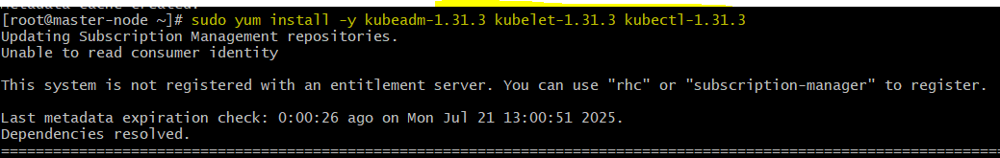 Metadata cache created.
[root@master-node ~]# sudo yum install -y kubeadm-1.31.3 kubelet-1.31.3 kubectl-1.31.3
Updating Subscription Management repositories.
Unable to read consumer identity
This system is not registered with an entitlement server. You can use "rhc" or "subscription-manager" to register.
Last metadata expiration check: 0:00:26 ago on Mon Jul 21 13:00:51 2025.
Dependencies resolved.